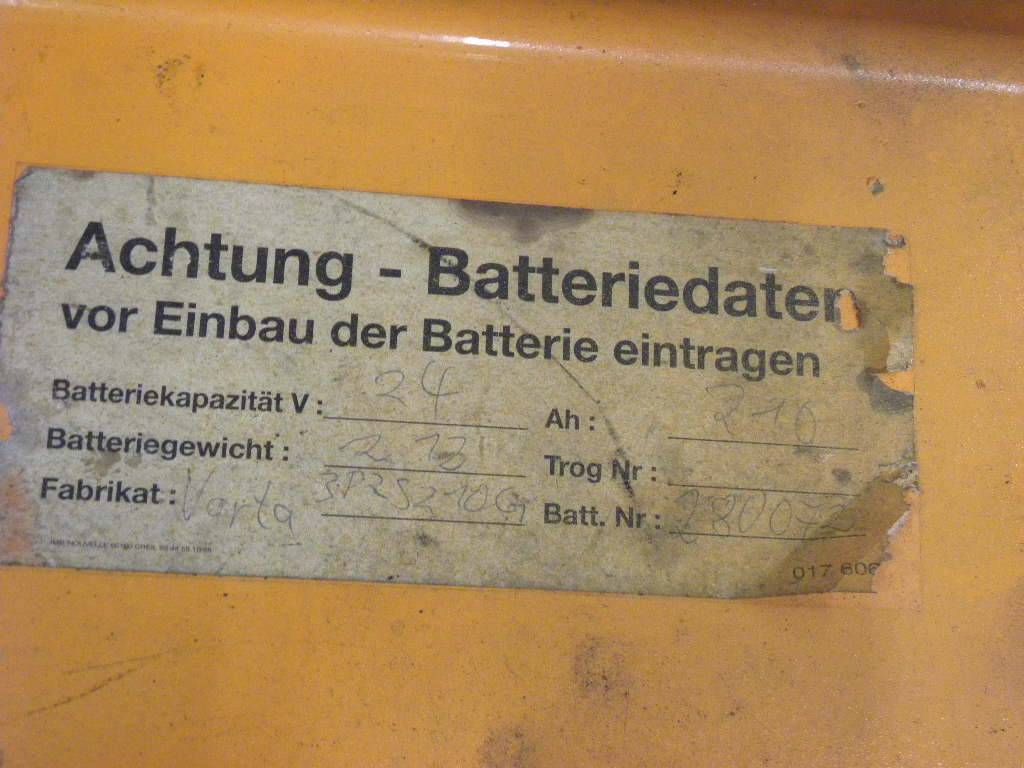 Achtung - Batteriedaten
vor Einbau der Batterie eintragen
Batteriekapazität V : 24 Ah : 210
Batteriegewicht : 213 Trog Nr :
Fabrikat : Varta Batt. Nr :
017 606